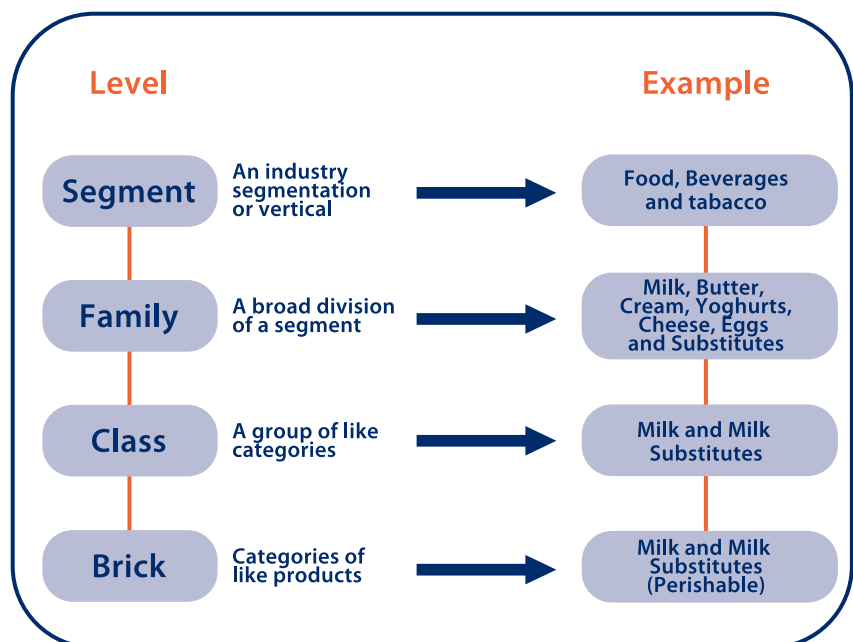 Level
Example
Segment
An industry
segmentation
or vertical
Food, Beverages
and tabacco
Family
A broad division
of a segment
Milk, Butter,
Cream, Yoghurts,
Cheese, Eggs
and Substitutes
Class
A group of like
categories
Milk and Milk
Substitutes
Brick
Categories of
like products
Milk and Milk
Substitutes
(Perishable)